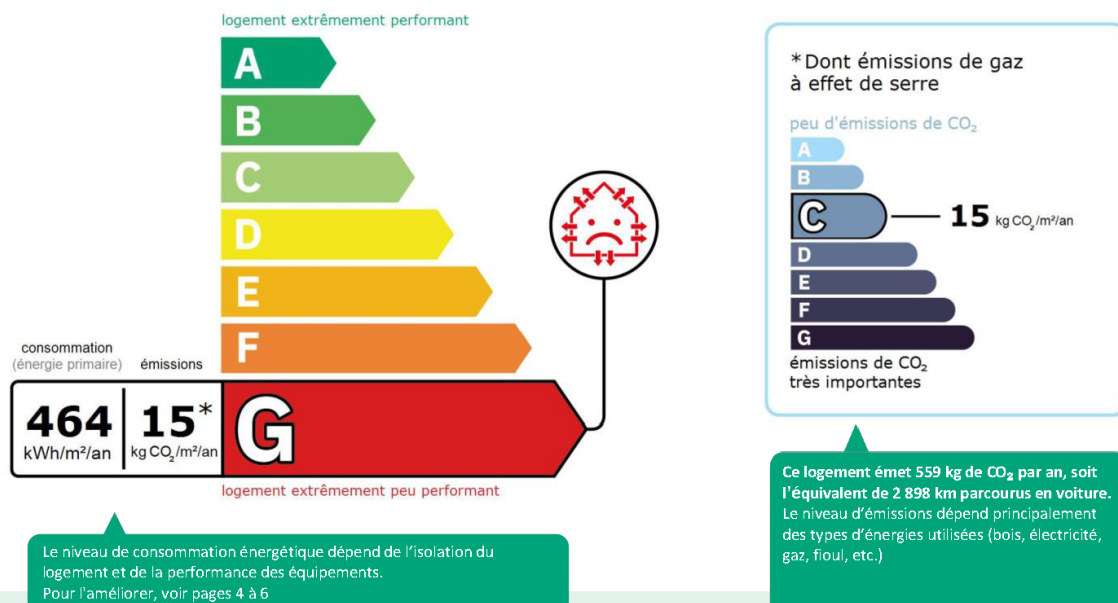 logement extrêmement performant
A
B
C
D
E
F
consommation
(énergie primaire)
émissions
464
kWh/m²/an
15*
kg CO₂/m²/an
G
logement extrêmement peu performant
Le niveau de consommation énergétique dépend de l'isolation du
logement et de la performance des équipements.
Pour l'améliorer, voir pages 4 à 6
*Dont émissions de gaz
à effet de serre
peu d'émissions de CO₂
A
B
C
15 kg CO₂/m²/an
D
E
F
G
émissions de CO₂
très importantes
Ce logement émet 559 kg de CO₂ par an, soit
l'équivalent de 2 898 km parcourus en voiture.
Le niveau d'émissions dépend principalement
des types d'énergies utilisées (bois, électricité,
gaz, fioul, etc.)